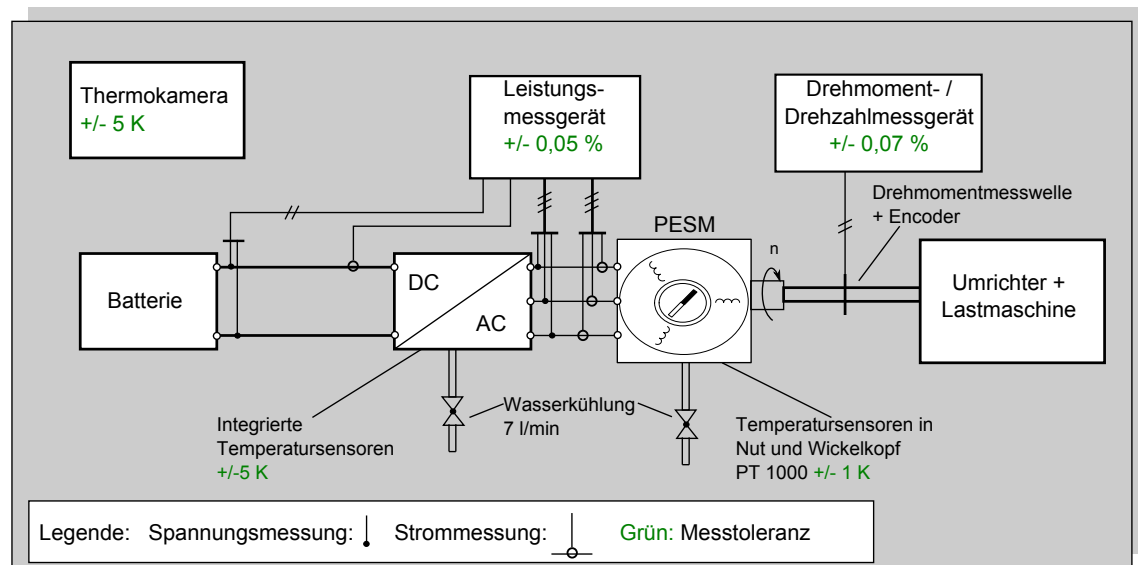 Thermokamera
+/- 5 K
Leistungs-
messgerät
+/- 0,05 %
Drehmoment- /
Drehzahlmessgerät
+/- 0,07 %
Drehmomentmesswelle
+ Encoder
PESM
n
Batterie
DC
AC
Umrichter +
Lastmaschine
Integrierte
Temperatursensoren
+/-5 K
Wasserkühlung
7 l/min
Temperatursensoren in
Nut und Wickelkopf
PT 1000 +/- 1 K
Legende: Spannungsmessung: Strommessung: Grün: Messtoleranz